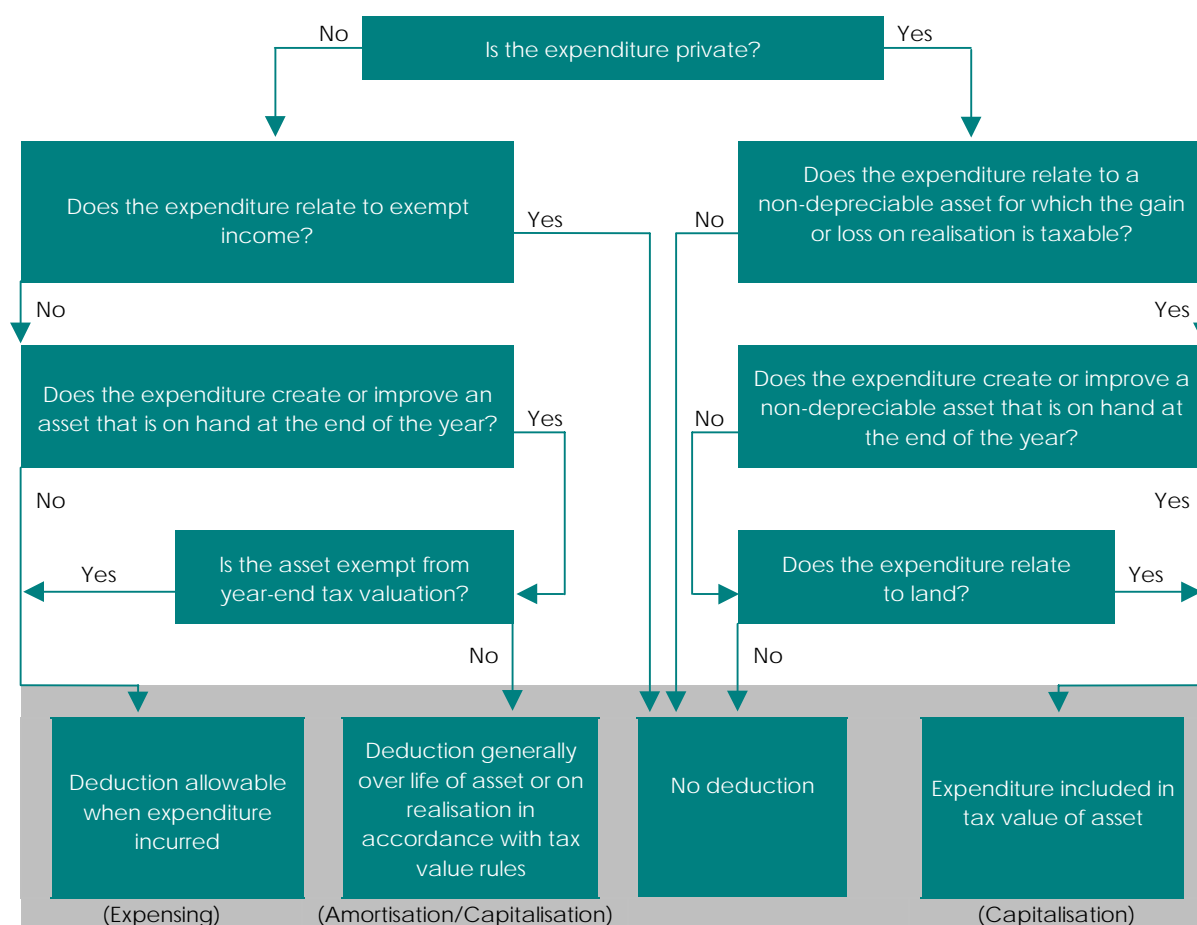 No
Is the expenditure private?
Yes
Does the expenditure relate to exempt
income?
Yes
No
Does the expenditure relate to a
non-depreciable asset for which the gain
or loss on realisation is taxable?
No
Yes
Does the expenditure create or improve an
asset that is on hand at the end of the year?
Yes
No
Does the expenditure create or improve a
non-depreciable asset that is on hand at
the end of the year?
No
Yes
Yes
Is the asset exempt from
year-end tax valuation?
No
Does the expenditure relate
to land?
Yes
No
Deduction allowable
when expenditure
incurred
(Expensing)
Deduction generally
over life of asset or on
realisation in
accordance with tax
value rules
(Amortisation/Capitalisation)
No deduction
Expenditure included in
tax value of asset
(Capitalisation)